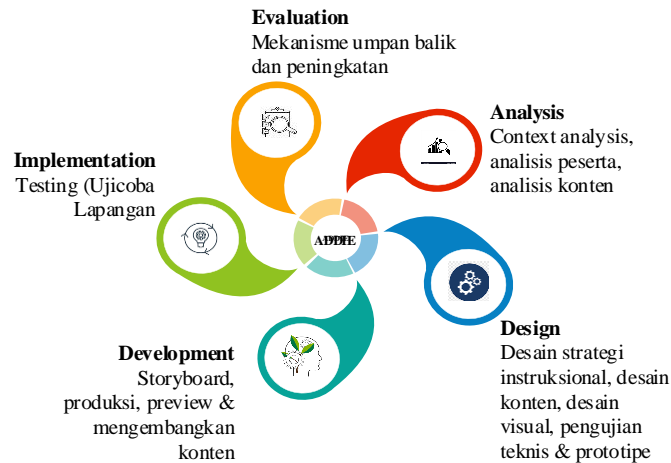 Evaluation
Mekanisme umpan balik
dan peningkatan
Analysis
Context analysis,
analisis peserta,
analisis konten
Implementation
Testing (Ujicoba
Lapangan
ADDIE
Design
Desain strategi
instruksional, desain
konten, desain
visual, pengujian
teknis & prototipe
Development
Storyboard,
produksi, preview &
mengembangkan
konten